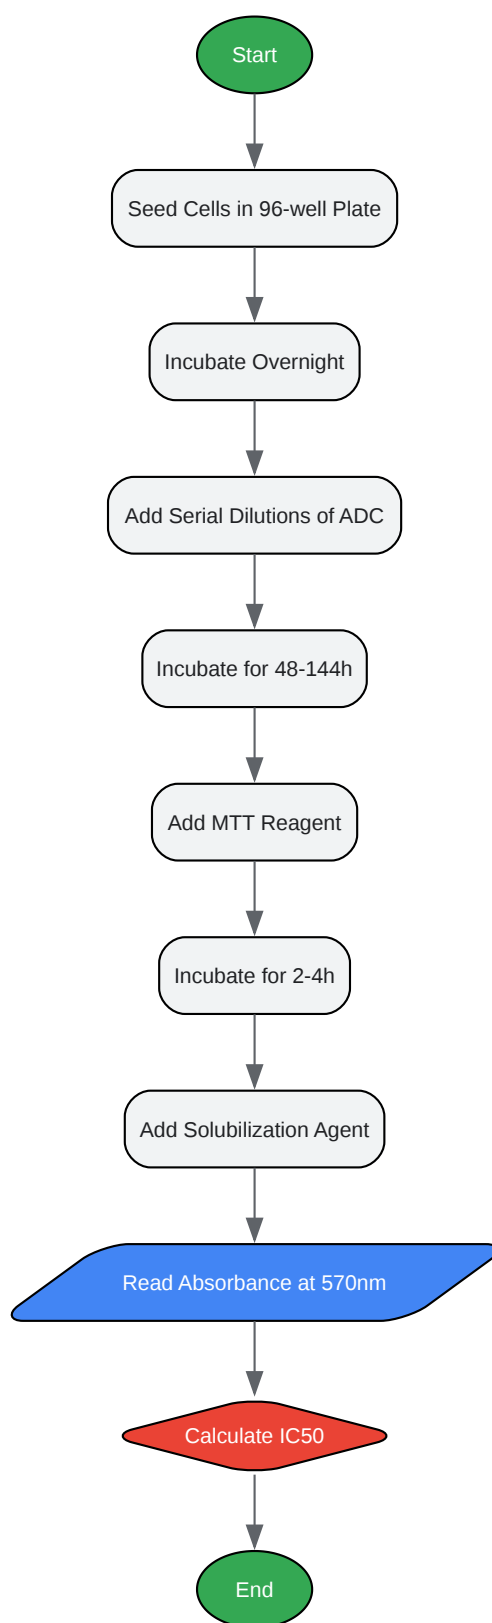 Start
Seed Cells in 96-well Plate
Incubate Overnight
Add Serial Dilutions of ADC
Incubate for 48-144h
Add MTT Reagent
Incubate for 2-4h
Add Solubilization Agent
Read Absorbance at 570nm
Calculate IC50
End